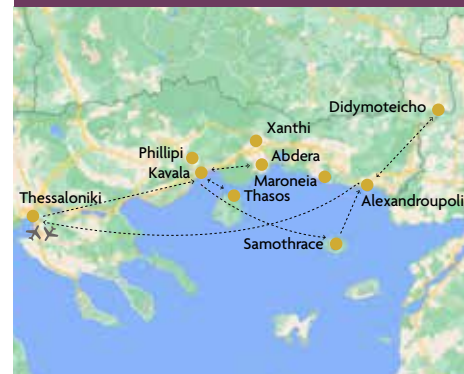 Didymoteicho
Xanthi
Phillipi
Abdera
Kavala
Maroneia
Thasos
Thessaloniki
Alexandroupoli
Samothrace